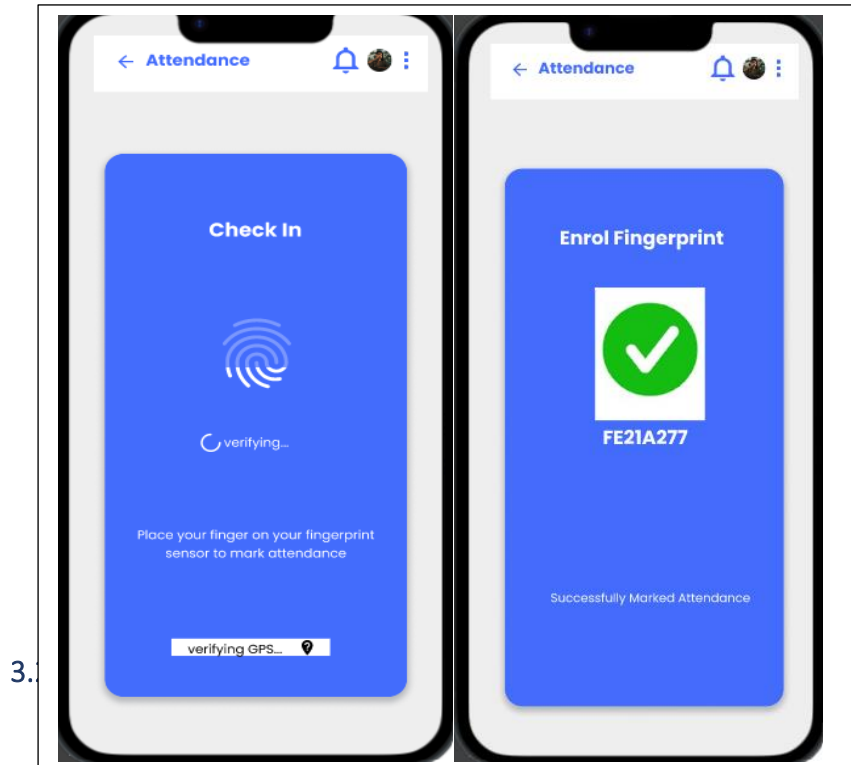 Attendance
Check In
verifying...
Place your finger on your fingerprint
sensor to mark attendance
verifying GPS...
Attendance
Enrol Fingerprint
FE21A277
Successfully Marked Attendance
3.